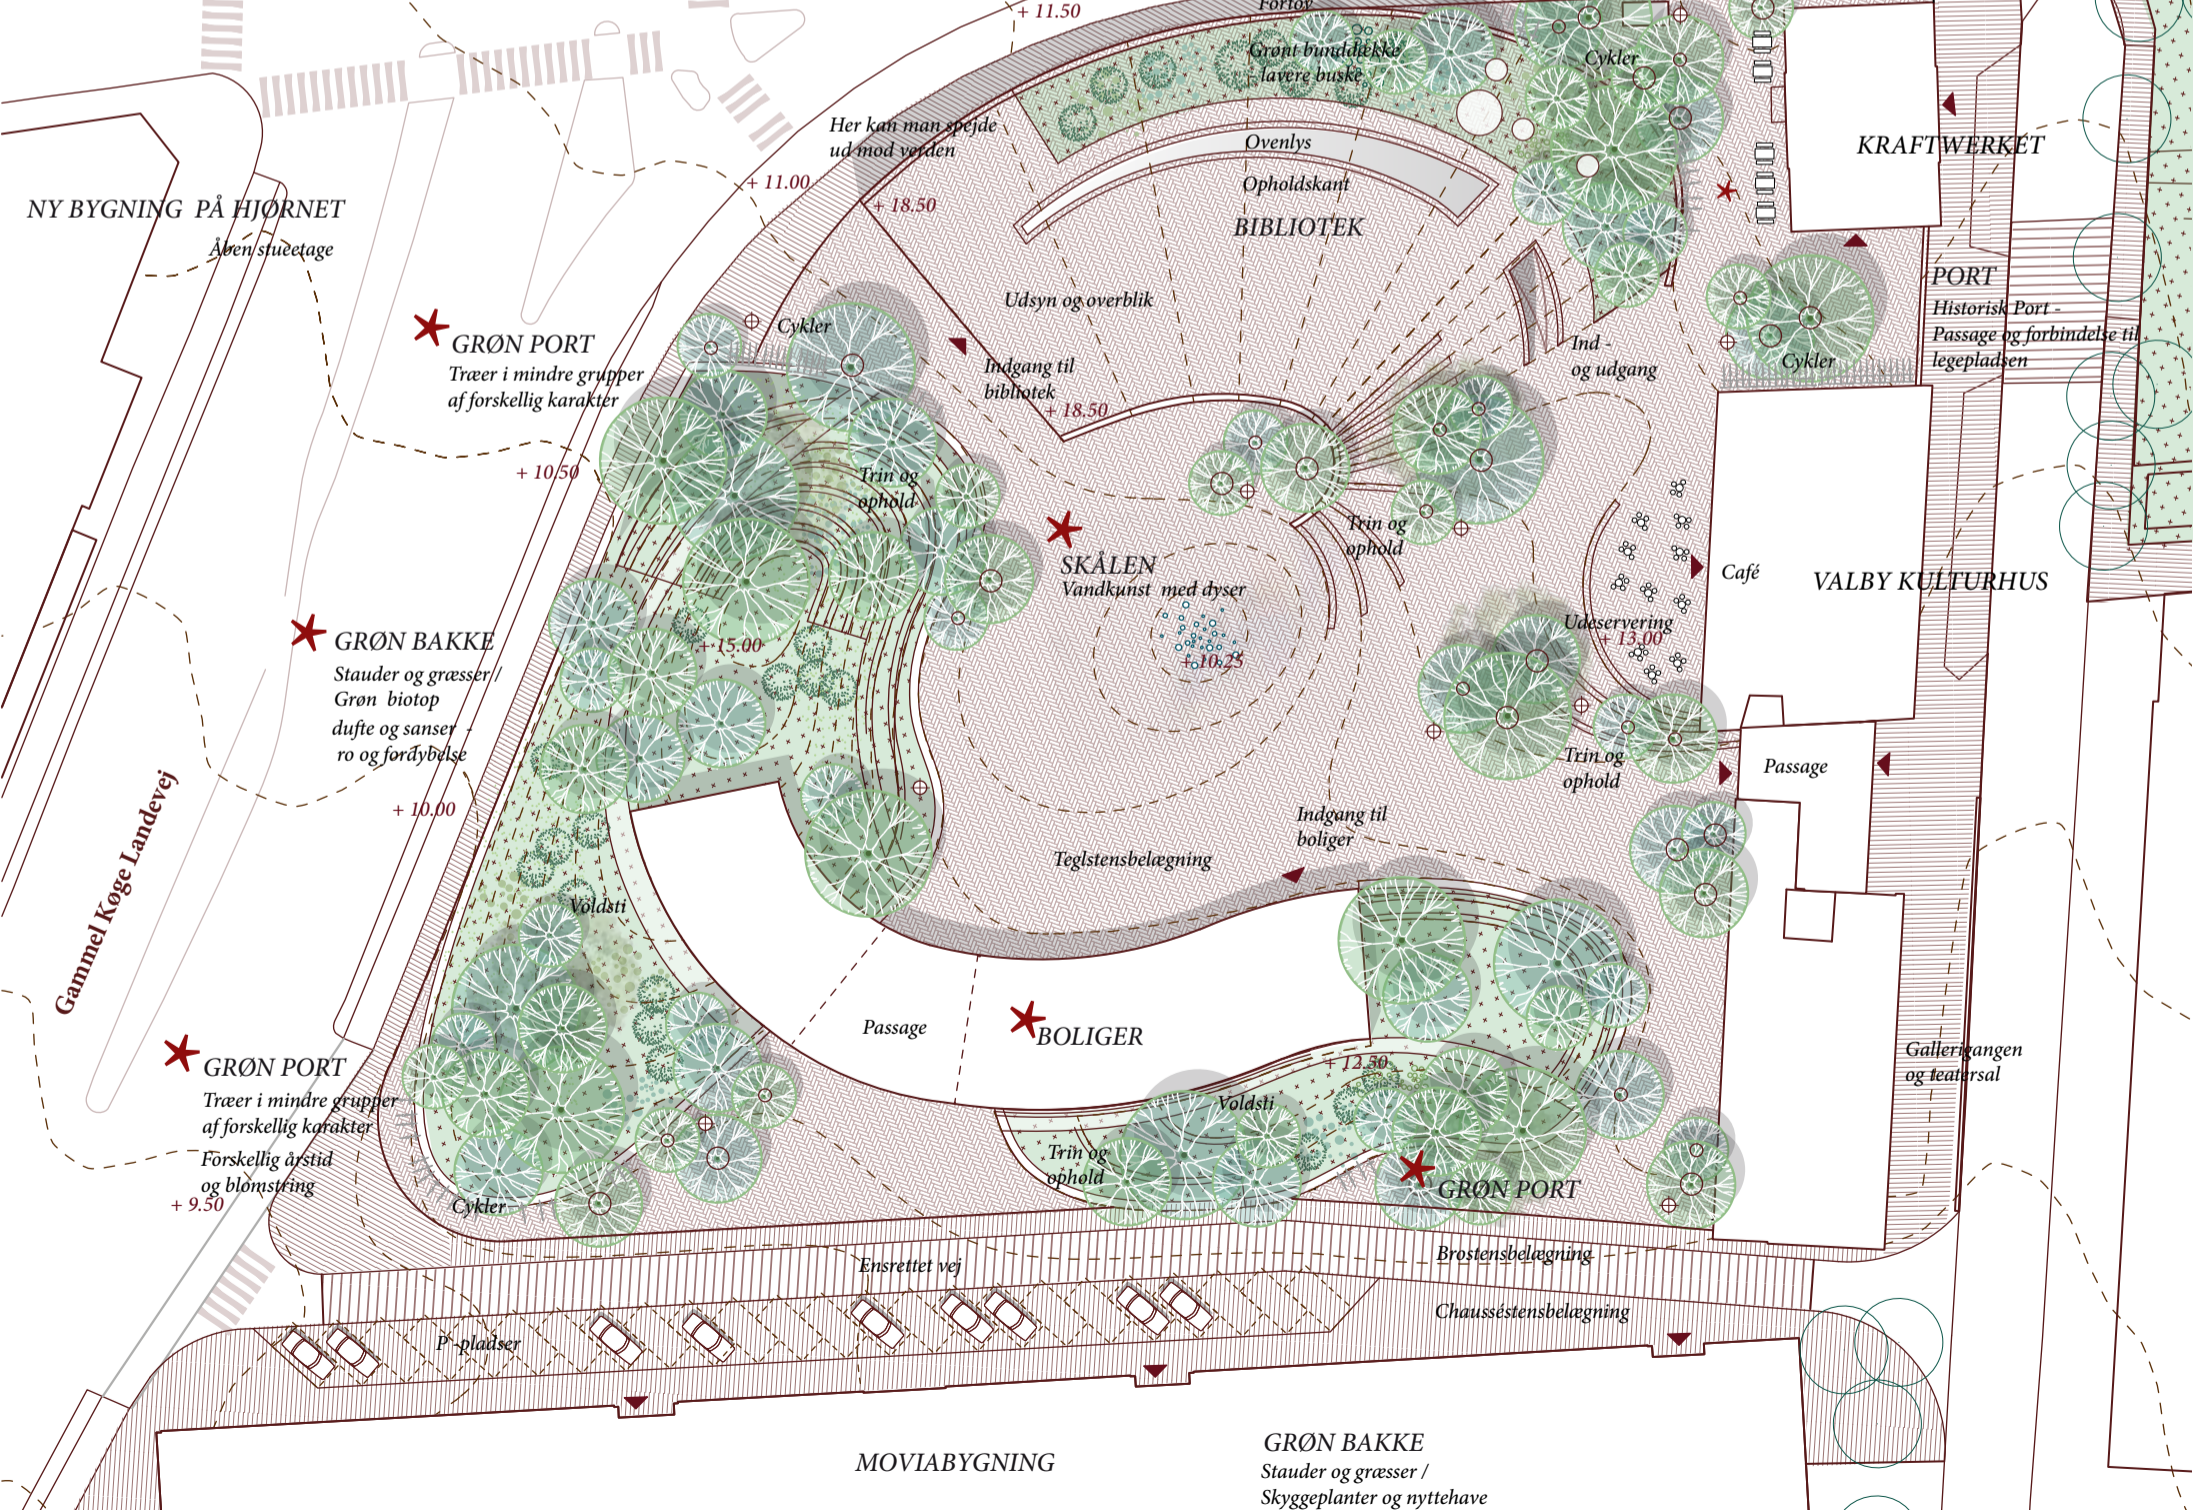 + 11.50
Fortov
Grønt bunddække
lavere buske
Cykler
Her kan man spejde
ud mod verden
Ovenlys
KRAFTWERKET
+ 11.00
Opholdskant
+ 18.50
NY BYGNING PÅ HJØRNET
Åben stueetage
BIBLIOTEK
PORT
Historisk Port -
Passage og forbindelse til
legepladsen
Udsyn og overblik
Cykler
GRØN PORT
Træer i mindre grupper
af forskellig karakter
Indgang til
bibliotek
Ind -
og udgang
Cykler
+ 18.50
+ 10.50
Trin og
ophold
Trin og
ophold
SKÅLEN
Vandkunst med dyser
Café
VALBY KULTURHUS
Udeservering
+ 13.00
GRØN BAKKE
Stauder og græsser /
Grøn biotop
dufte og sanser -
ro og fordybelse
+ 15.00
+ 10.25
Trin og
ophold
Passage
+ 10.00
Gammel Køge Landevej
Indgang til
boliger
Teglstensbelægning
Voldsti
Passage
BOLIGER
Gallerigangen
og teatersal
GRØN PORT
Træer i mindre grupper
af forskellig karakter
Forskellig årstid
og blomstring
+ 12.50
Voldsti
Trin og
ophold
GRØN PORT
+ 9.50
Cykler
Ensrettet vej
Brostensbelægning
Chausséstensbelægning
P -pladser
MOVIABYGNING
GRØN BAKKE
Stauder og græsser /
Skyggeplanter og nyttehave